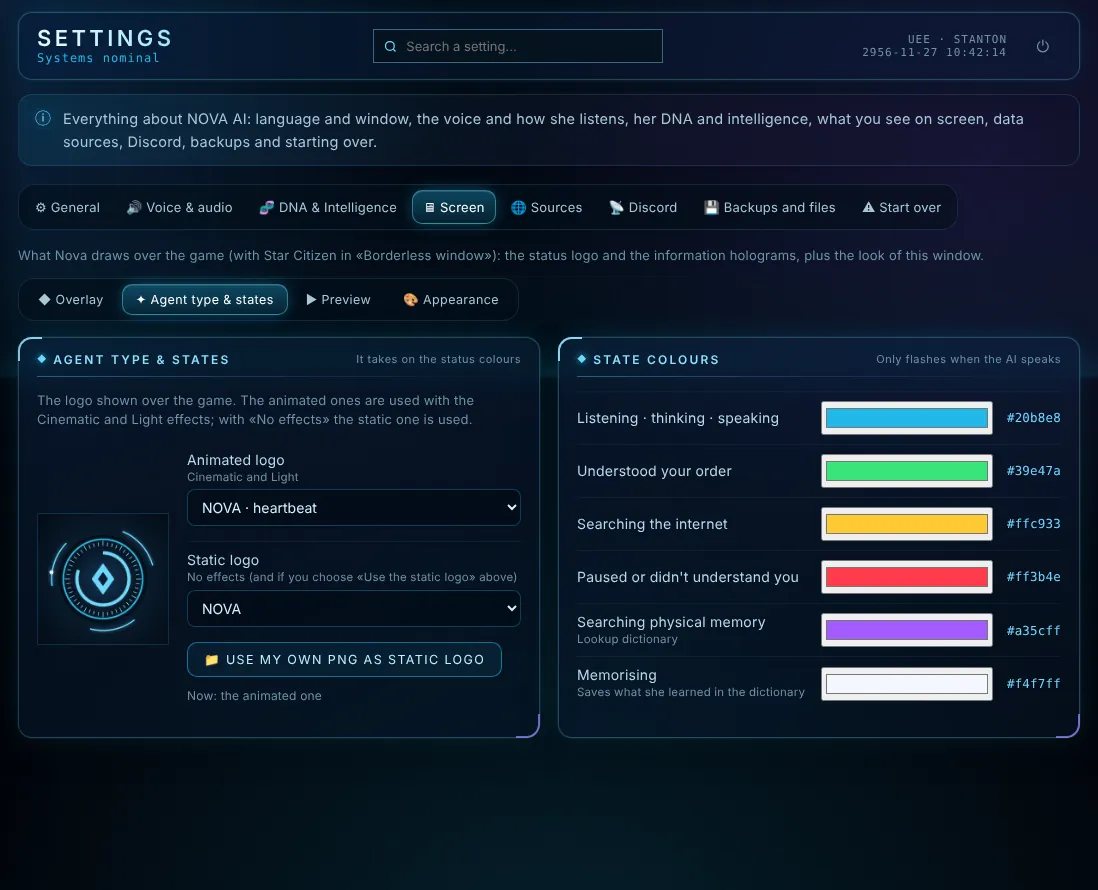 SETTINGS
Systems nominal
Search a setting...
UEE · STANTON
2956-11-27 10:42:14
Everything about NOVA AI: language and window, the voice and how she listens, her DNA and intelligence, what you see on screen, data
sources, Discord, backups and starting over.
General
Voice & audio
DNA & Intelligence
Screen
Sources
Discord
Backups and files
Start over
What Nova draws over the game (with Star Citizen in «Borderless window»): the status logo and the information holograms, plus the look of this window.
Overlay
Agent type & states
Preview
Appearance
AGENT TYPE & STATES
It takes on the status colours
The logo shown over the game. The animated ones are used with the
Cinematic and Light effects; with «No effects» the static one is used.
Animated logo
Cinematic and Light
NOVA · heartbeat
Static logo
No effects (and if you choose «Use the static logo» above)
NOVA
USE MY OWN PNG AS STATIC LOGO
Now: the animated one
STATE COLOURS
Only flashes when the AI speaks
Listening · thinking · speaking
#20b8e8
Understood your order
#39e47a
Searching the internet
#ffc933
Paused or didn't understand you
#ff3b4e
Searching physical memory
Lookup dictionary
#a35cff
Memorising
Saves what she learned in the dictionary
#f4f7ff